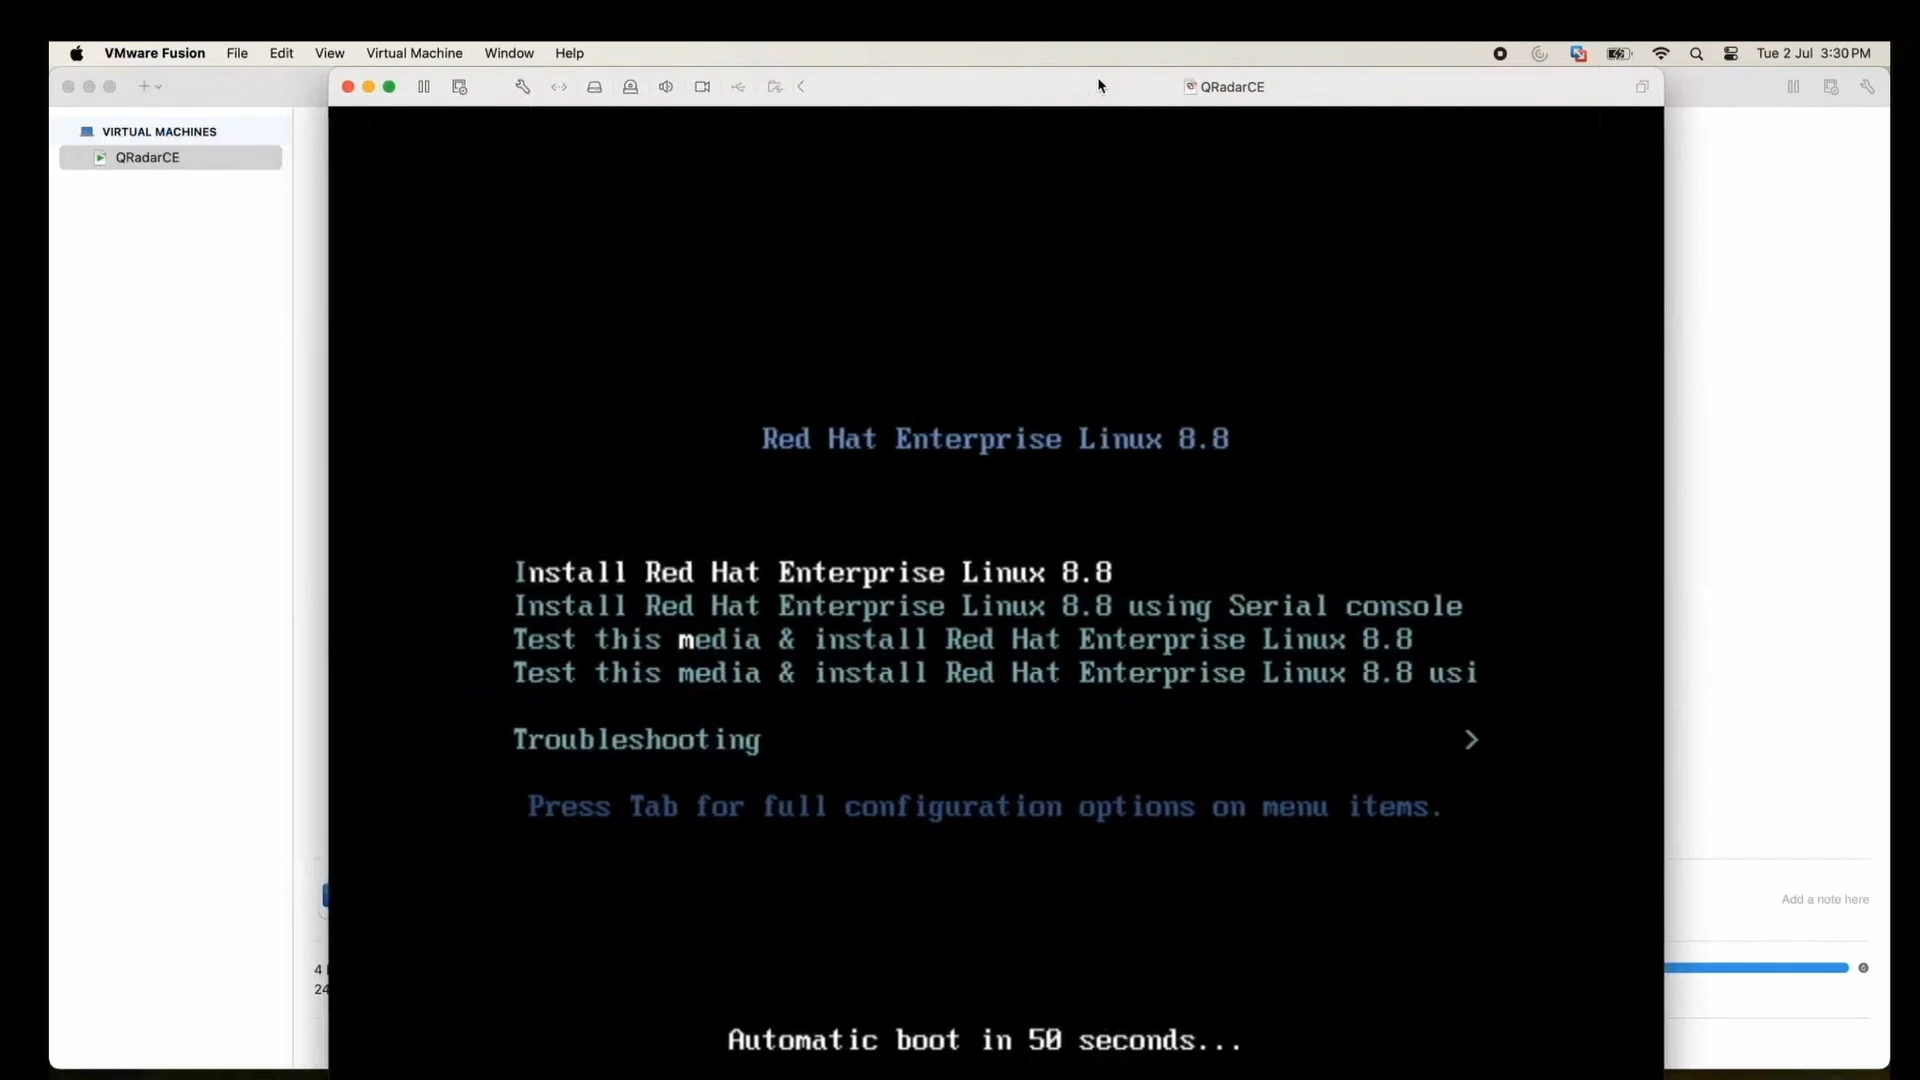 VMware Fusion File Edit View Virtual Machine Window Help Tue 2 Jul 3:30 PM
QRadarCE
VIRTUAL MACHINES
QRadarCE
Red Hat Enterprise Linux 8.8
Install Red Hat Enterprise Linux 8.8
Install Red Hat Enterprise Linux 8.8 using Serial console
Test this media & install Red Hat Enterprise Linux 8.8
Test this media & install Red Hat Enterprise Linux 8.8 usi
Troubleshooting >
Press Tab for full configuration options on menu items.
Add a note here
4
24
Automatic boot in 50 seconds...